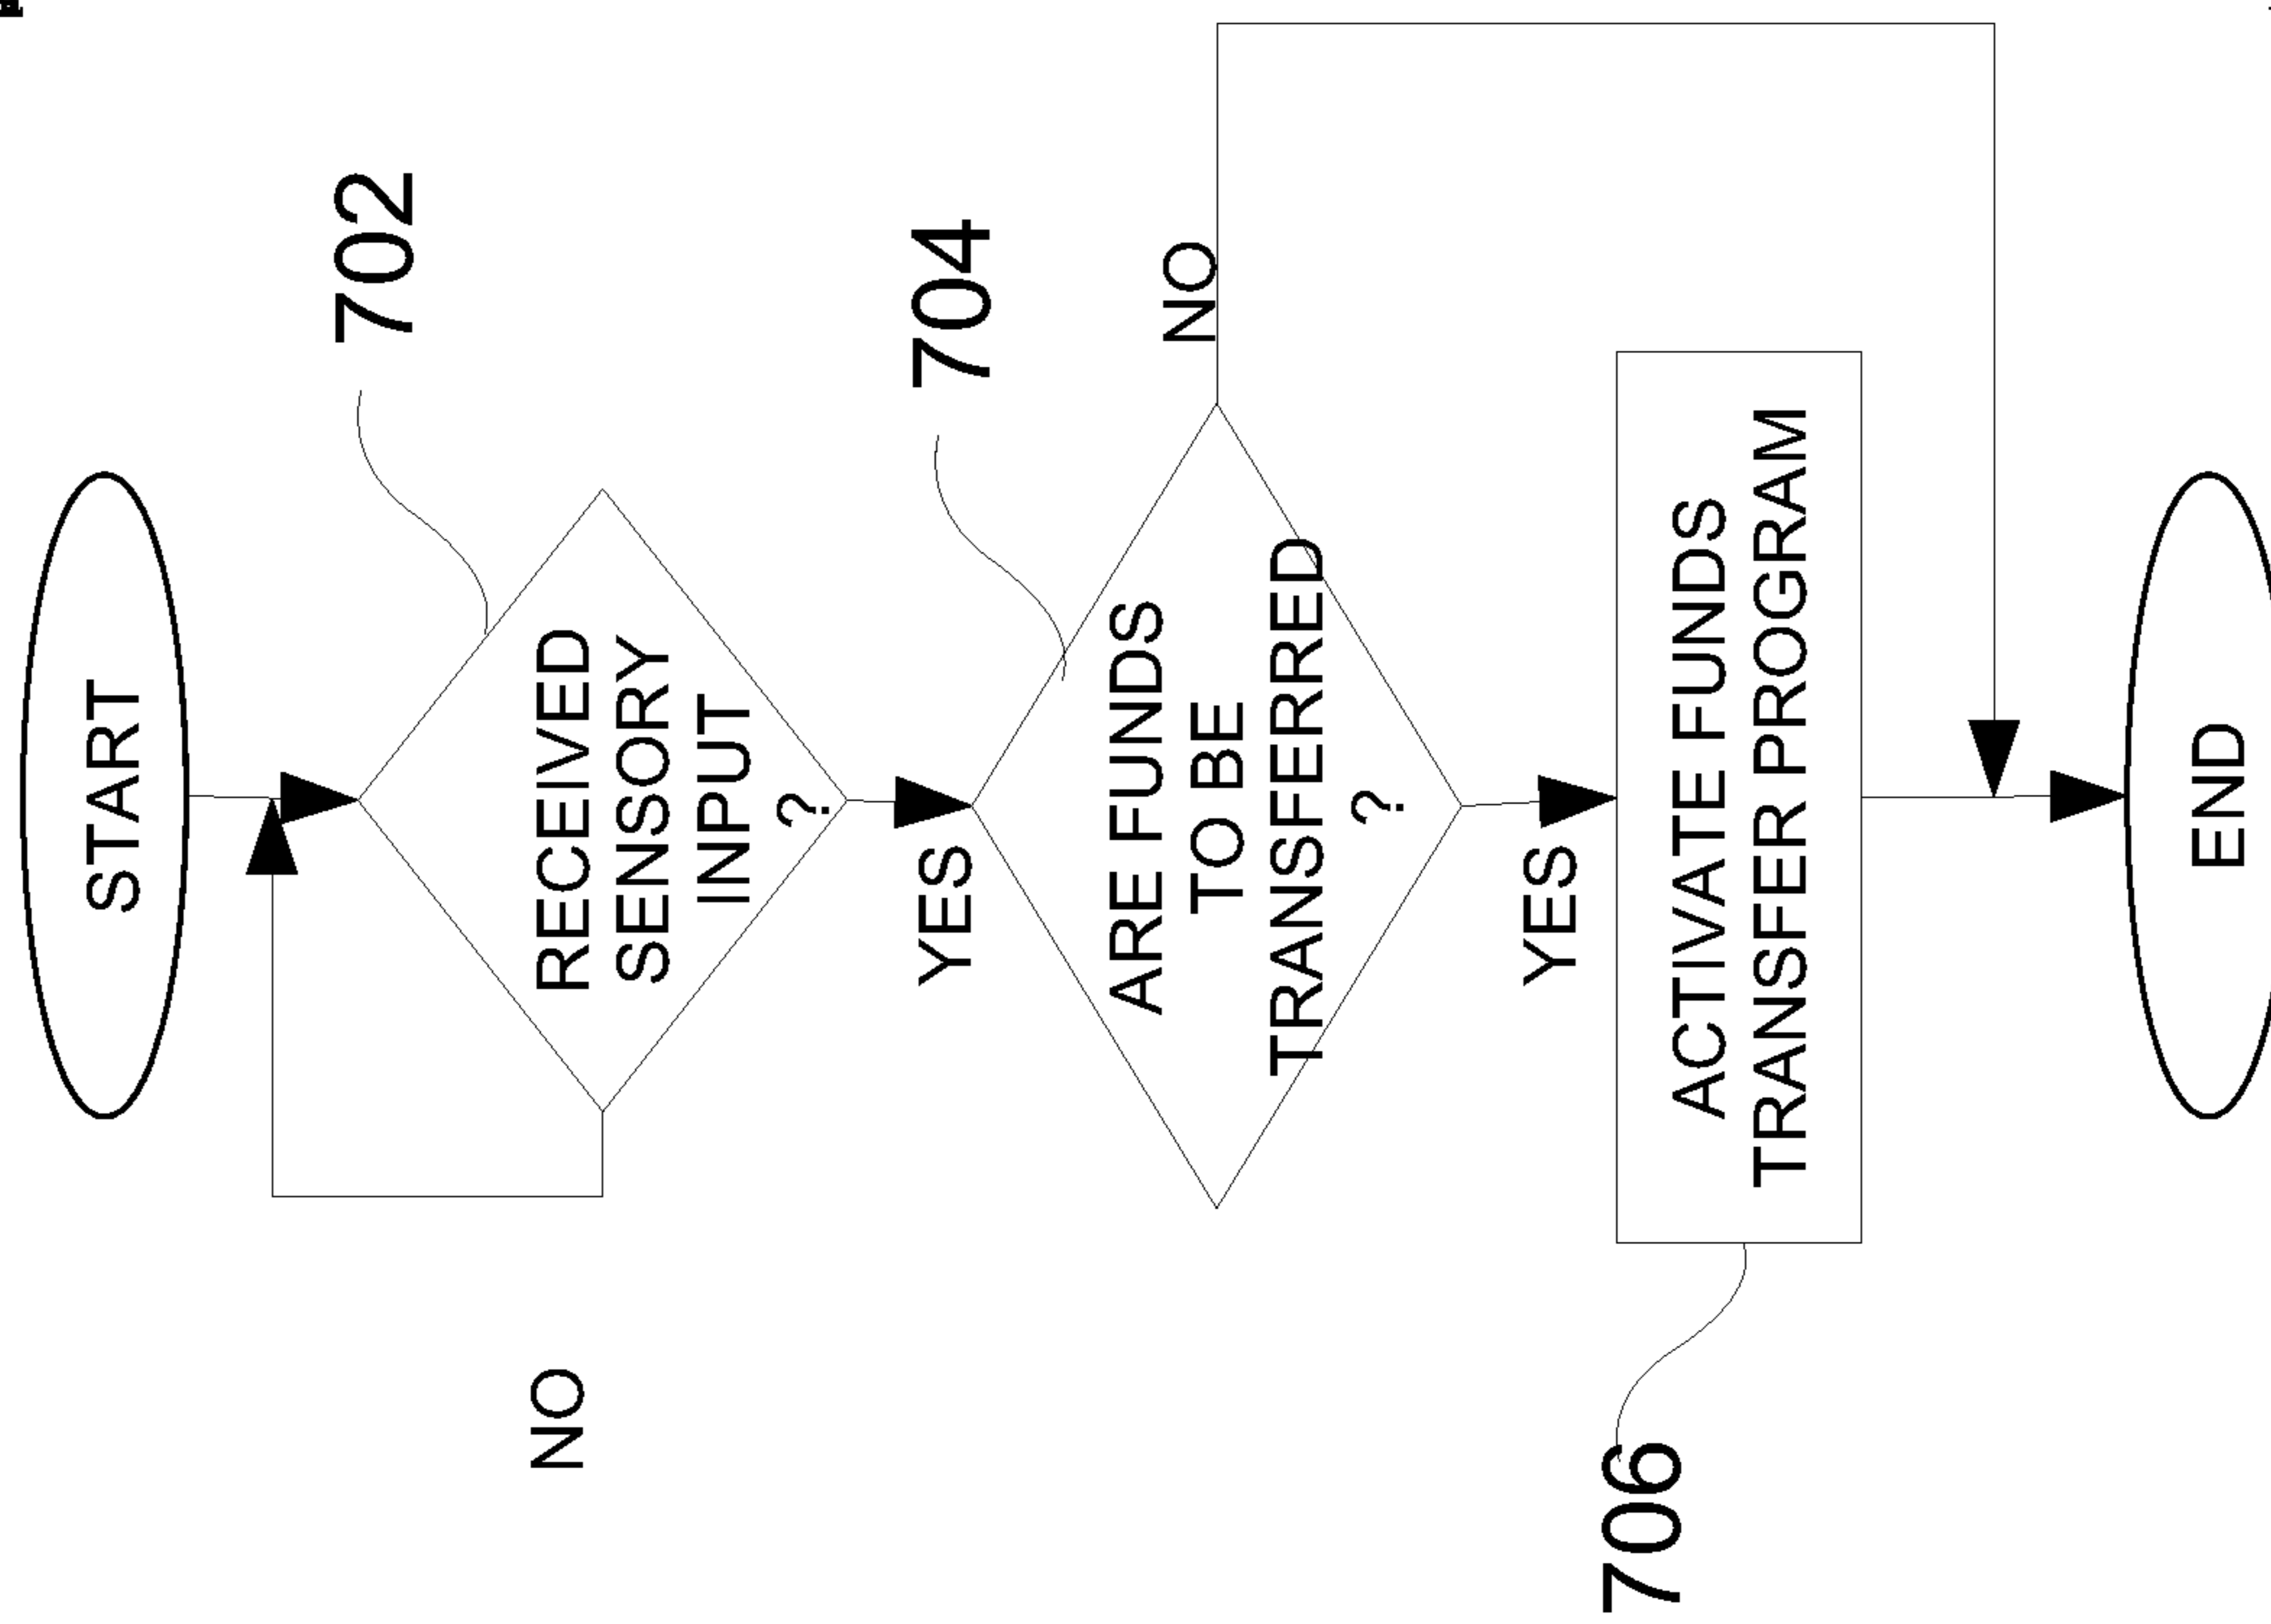 START
702
RECEIVED
SENSORY
INPUT
?
NO
YES
704
ARE FUNDS
TO BE
TRANSFERRED
?
NO
YES
706
ACTIVATE FUNDS
TRANSFER PROGRAM
END